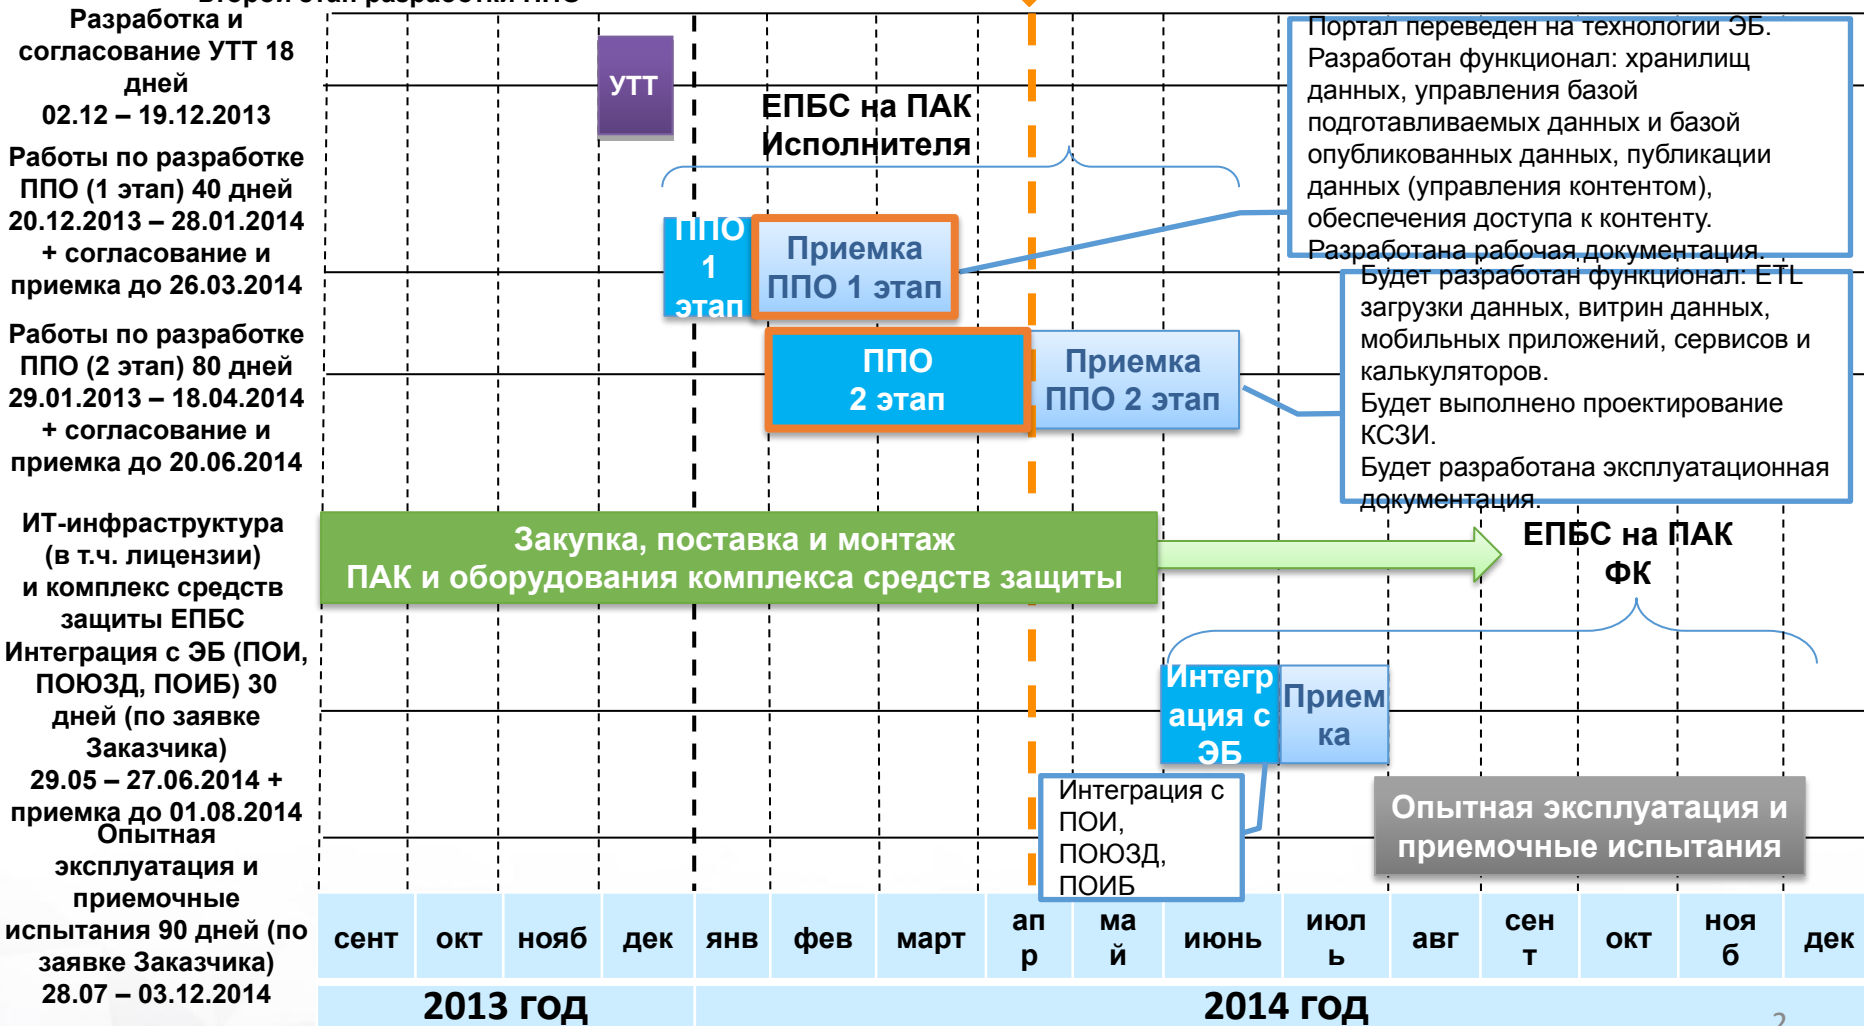 Второй этап разработки ППО
Разработка и
согласование УТТ 18
дней
02.12 – 19.12.2013
Работы по разработке
ППО (1 этап) 40 дней
20.12.2013 – 28.01.2014
+ согласование и
приемка до 26.03.2014
Работы по разработке
ППО (2 этап) 80 дней
29.01.2013 – 18.04.2014
+ согласование и
приемка до 20.06.2014
ИТ-инфраструктура
(в т.ч. лицензии)
и комплекс средств
защиты ЕПБС
Интеграция с ЭБ (ПОИ,
ПОЮЗД, ПОИБ) 30
дней (по заявке
Заказчика)
29.05 – 27.06.2014 +
приемка до 01.08.2014
Опытная
эксплуатация и
приемочные
испытания 90 дней (по
заявке Заказчика)
28.07 – 03.12.2014
УТТ
ЕПБС на ПАК
Исполнителя
ППО
1
этап
Приемка
ППО 1 этап
Портал переведен на технологии ЭБ.
Разработан функционал: хранилищ
данных, управления базой
подготавливаемых данных и базой
опубликованных данных, публикации
данных (управления контентом),
обеспечения доступа к контенту.
Разработана рабочая документация.
ППО
2 этап
Приемка
ППО 2 этап
Будет разработан функционал: ETL
загрузки данных, витрин данных,
мобильных приложений, сервисов и
калькуляторов.
Будет выполнено проектирование
КСЗИ.
Будет разработана эксплуатационная
документация.
Закупка, поставка и монтаж
ПАК и оборудования комплекса средств защиты
ЕПБС на ПАК
ФК
Интегр
ация с
ЭБ
Прием
ка
Интеграция с
ПОИ,
ПОЮЗД,
ПОИБ
Опытная эксплуатация и
приемочные испытания
сент окт нояб дек янв фев март ап
р ма
й июнь июл
ь авг сен
т окт ноя
б дек
2013 год 2014 год
2